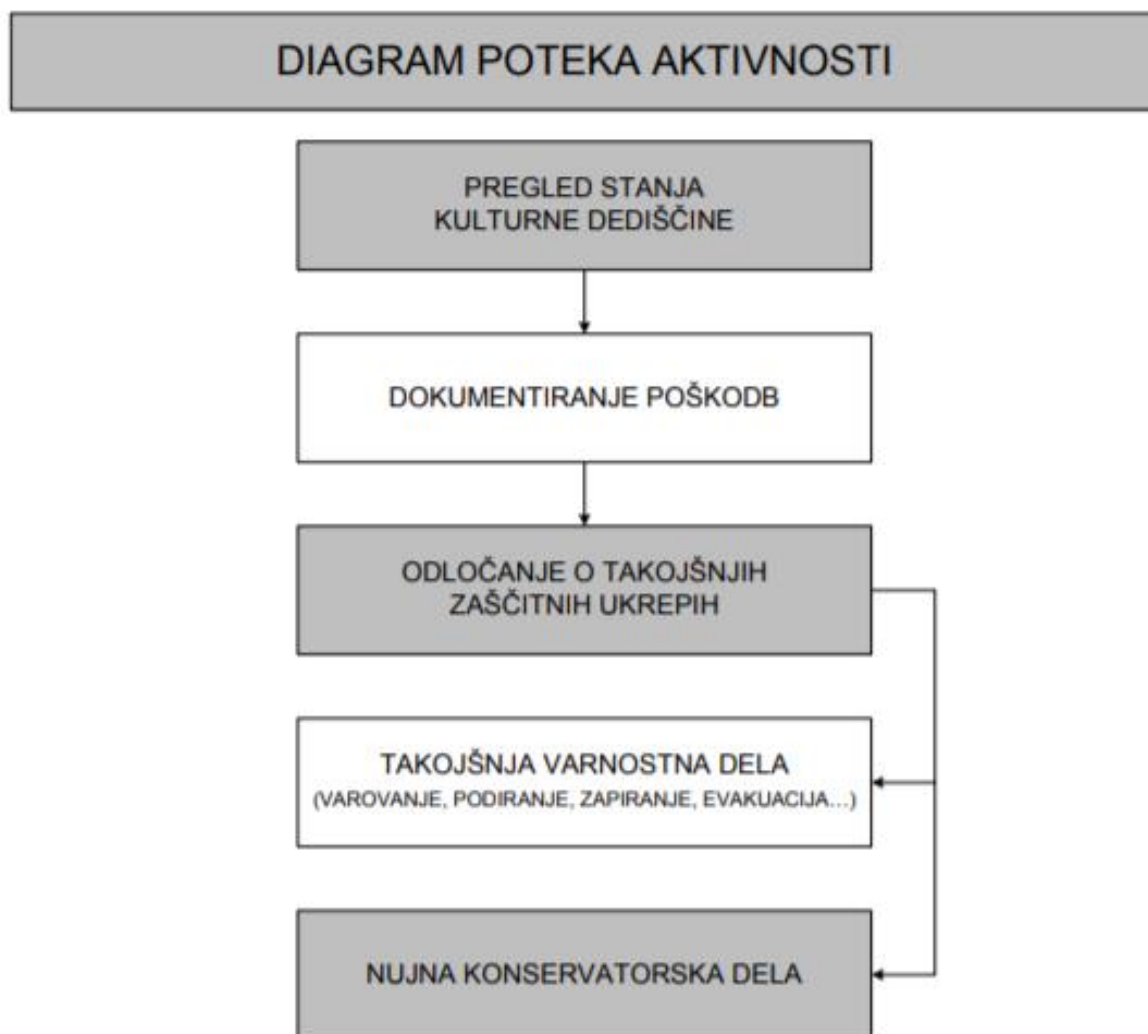 DIAGRAM POTEKA AKTIVNOSTI
PREGLED STANJA
KULTURNE DEDIŠČINE
DOKUMENTIRANJE POŠKODB
ODLOČANJE O TAKOJŠNJIH
ZAŠČITNIH UKREPIH
TAKOJŠNJA VARNOSTNA DELA
(VAROVANJE, PODIRANJE, ZAPIRANJE, EVAKUACIJA...)
NUJNA KONSERVATORSKA DELA